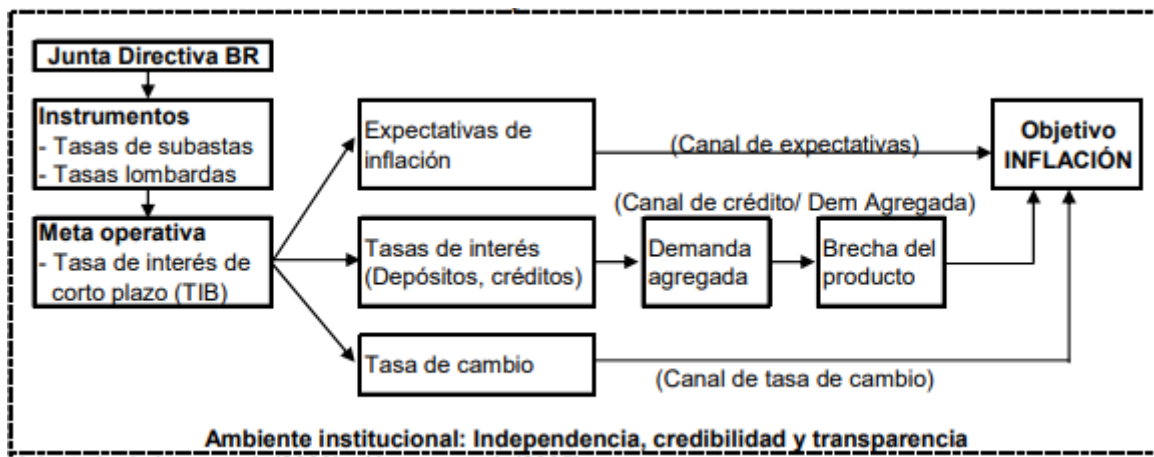 Junta Directiva BR
Instrumentos
- Tasas de subastas
- Tasas lombardas
Meta operativa
- Tasa de interés de
corto plazo (TIB)
Expectativas de
inflación
(Canal de expectativas)
Objetivo
INFLACIÓN
(Canal de crédito/ Dem Agregada)
Tasas de interés
(Depósitos, créditos)
Demanda
agregada
Brecha del
producto
Tasa de cambio
(Canal de tasa de cambio)
Ambiente institucional: Independencia, credibilidad y transparencia